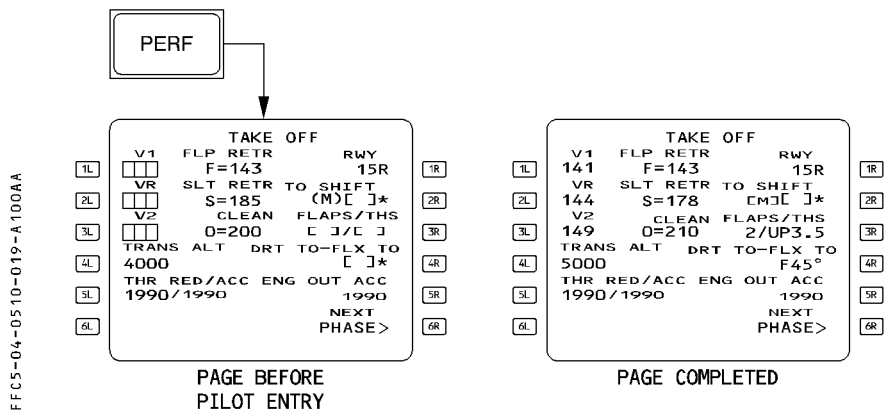 PERF
TAKE OFF
V1 FLP RETR RWY
1L F=143 15R 1R
VR SLT RETR TO SHIFT
2L S=185 (M)[ ]* 2R
V2 CLEAN FLAPS/THS
3L O=200 [ ]/[ ] 3R
TRANS ALT DRT TO-FLX TO
4L 4000 [ ]* 4R
THR RED/ACC ENG OUT ACC
5L 1990/1990 1990 5R
NEXT
6L PHASE> 6R
PAGE BEFORE
PILOT ENTRY
TAKE OFF
V1 FLP RETR RWY
1L 141 F=143 15R 1R
VR SLT RETR TO SHIFT
2L 144 S=178 [M][ ]* 2R
V2 CLEAN FLAPS/THS
3L 149 O=210 2/UP3.5 3R
TRANS ALT DRT TO-FLX TO
4L 5000 F45° 4R
THR RED/ACC ENG OUT ACC
5L 1990/1990 1990 5R
NEXT
6L PHASE> 6R
PAGE COMPLETED
FFC5-04-0510-019-A100AA